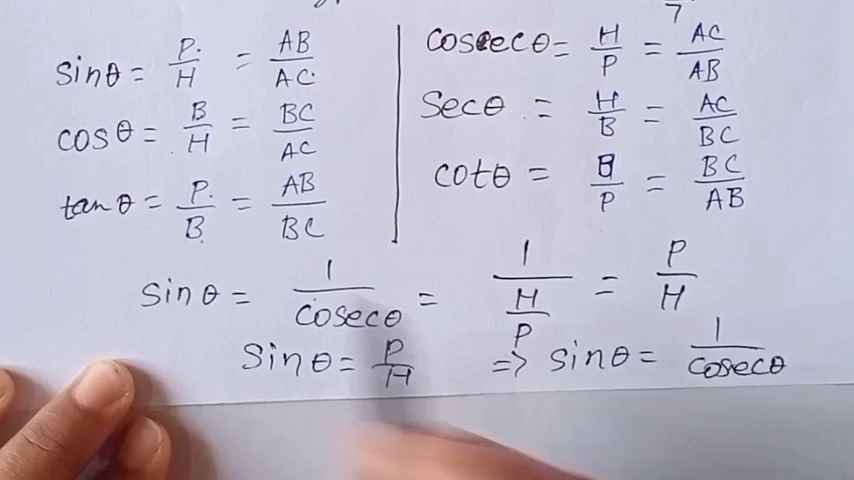 7
sinθ = P/H = AB/AC
cosθ = B/H = BC/AC
tanθ = P/B = AB/BC
cosecθ = H/P = AC/AB
secθ = H/B = AC/BC
cotθ = B/P = BC/AB
sinθ = 1/cosecθ = 1/(H/P) = P/H
sinθ = P/H ⇒ sinθ = 1/cosecθ